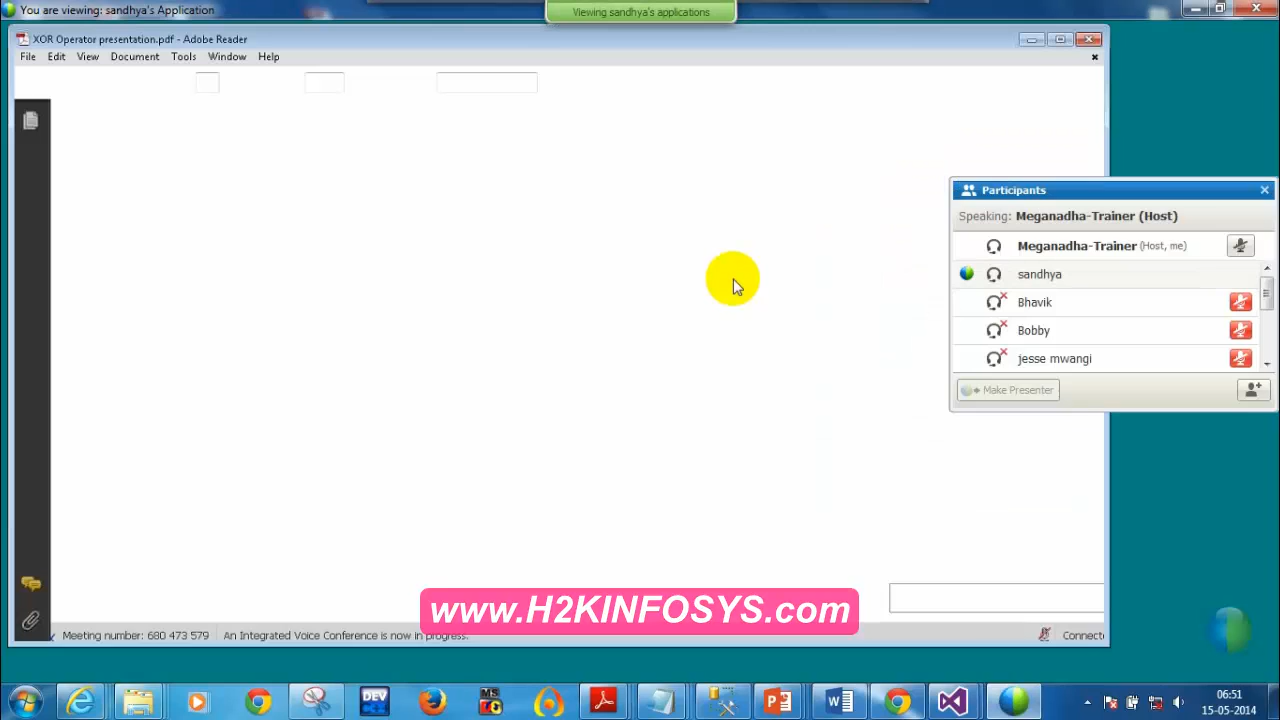 You are viewing: sandhya's Application
Viewing sandhya's applications
XOR Operator presentation.pdf - Adobe Reader
File Edit View Document Tools Window Help
Participants
Speaking: Meganadha-Trainer (Host)
Meganadha-Trainer (Host, me)
sandhya
Bhavik
Bobby
jesse mwangi
Make Presenter
www.H2KINFOSYS.com
Meeting number: 680 473 579 An Integrated Voice Conference is now in progress. Connecte
DEV
MS
06:51
15-05-2014